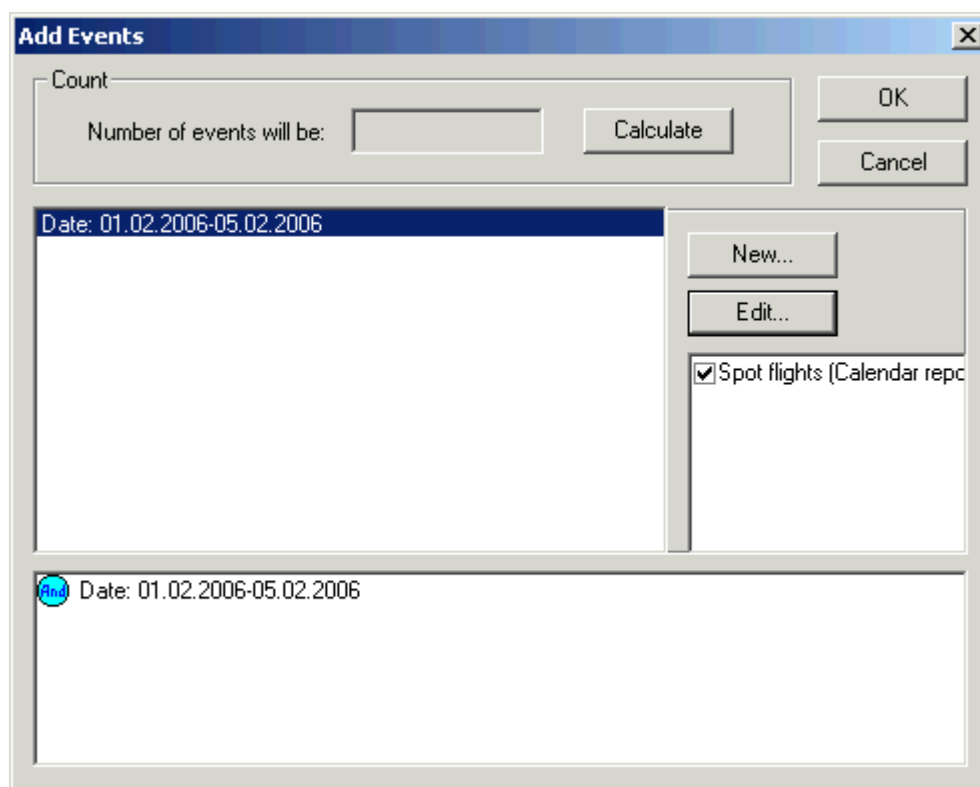 Add Events
Count
Number of events will be:
Calculate
OK
Cancel
Date: 01.02.2006-05.02.2006
New...
Edit...
Spot flights (Calendar repo
And Date: 01.02.2006-05.02.2006